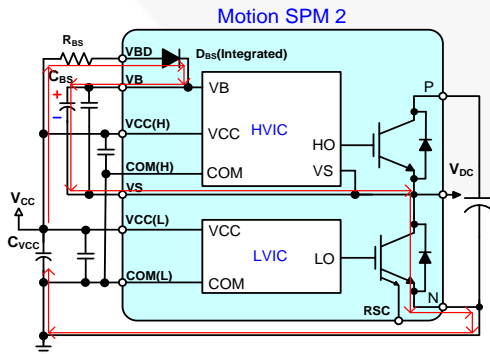 Motion SPM 2
RBS
VBD
DBS(Integrated)
CBS
VB
VB
P
+
–
VCC(H)
VCC
HVIC
HO
COM(H)
COM
VS
VDC
VS
VCC
VCC(L)
VCC
CVCC
LVIC
LO
COM(L)
COM
N
RSC